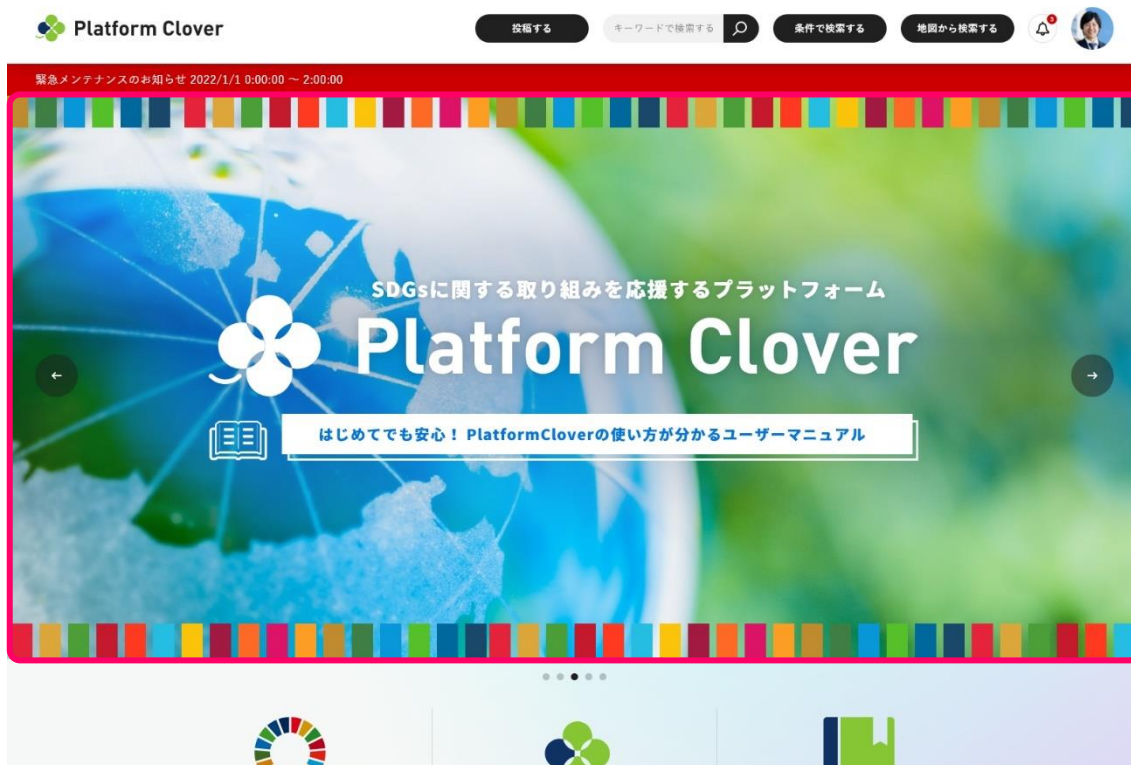 Platform Clover
投稿する
キーワードで検索する
条件で検索する
地図から検索する
3
緊急メンテナンスのお知らせ 2022/1/1 0:00:00 ～ 2:00:00
SDGsに関する取り組みを応援するプラットフォーム
Platform Clover
はじめてでも安心！ PlatformCloverの使い方が分かるユーザーマニュアル